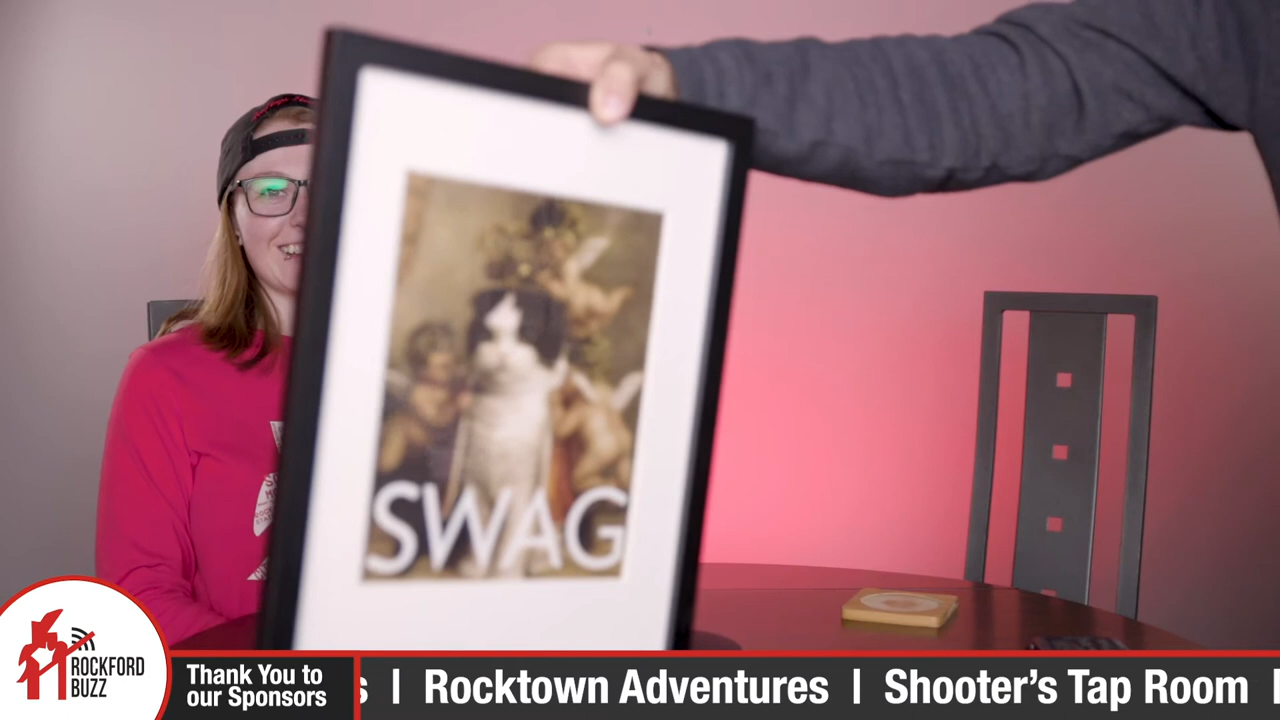 SWAG
ROCKFORD
BUZZ
Thank You to
our Sponsors
s | Rocktown Adventures | Shooter's Tap Room